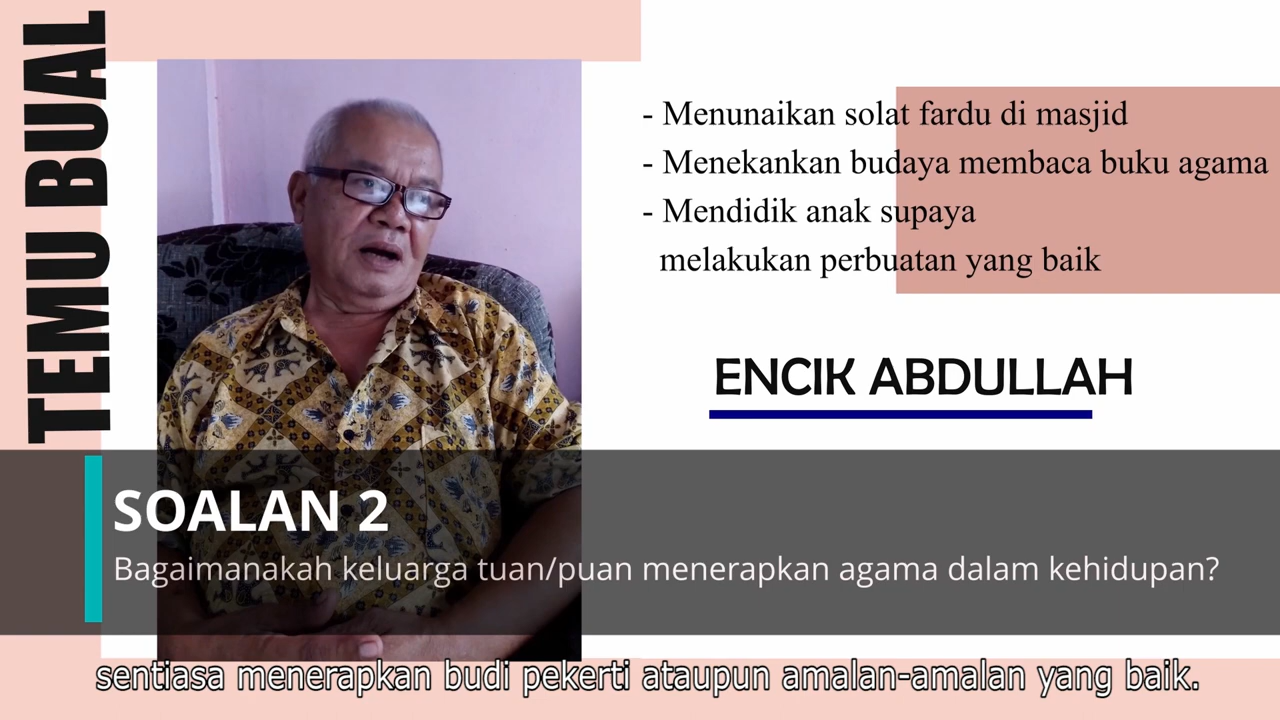 TEMU BUAL
- Menunaikan solat fardu di masjid
- Menekankan budaya membaca buku agama
- Mendidik anak supaya
melakukan perbuatan yang baik
ENCIK ABDULLAH
SOALAN 2
Bagaimanakah keluarga tuan/puan menerapkan agama dalam kehidupan?
sentiasa menerapkan budi pekerti ataupun amalan-amalan yang baik.